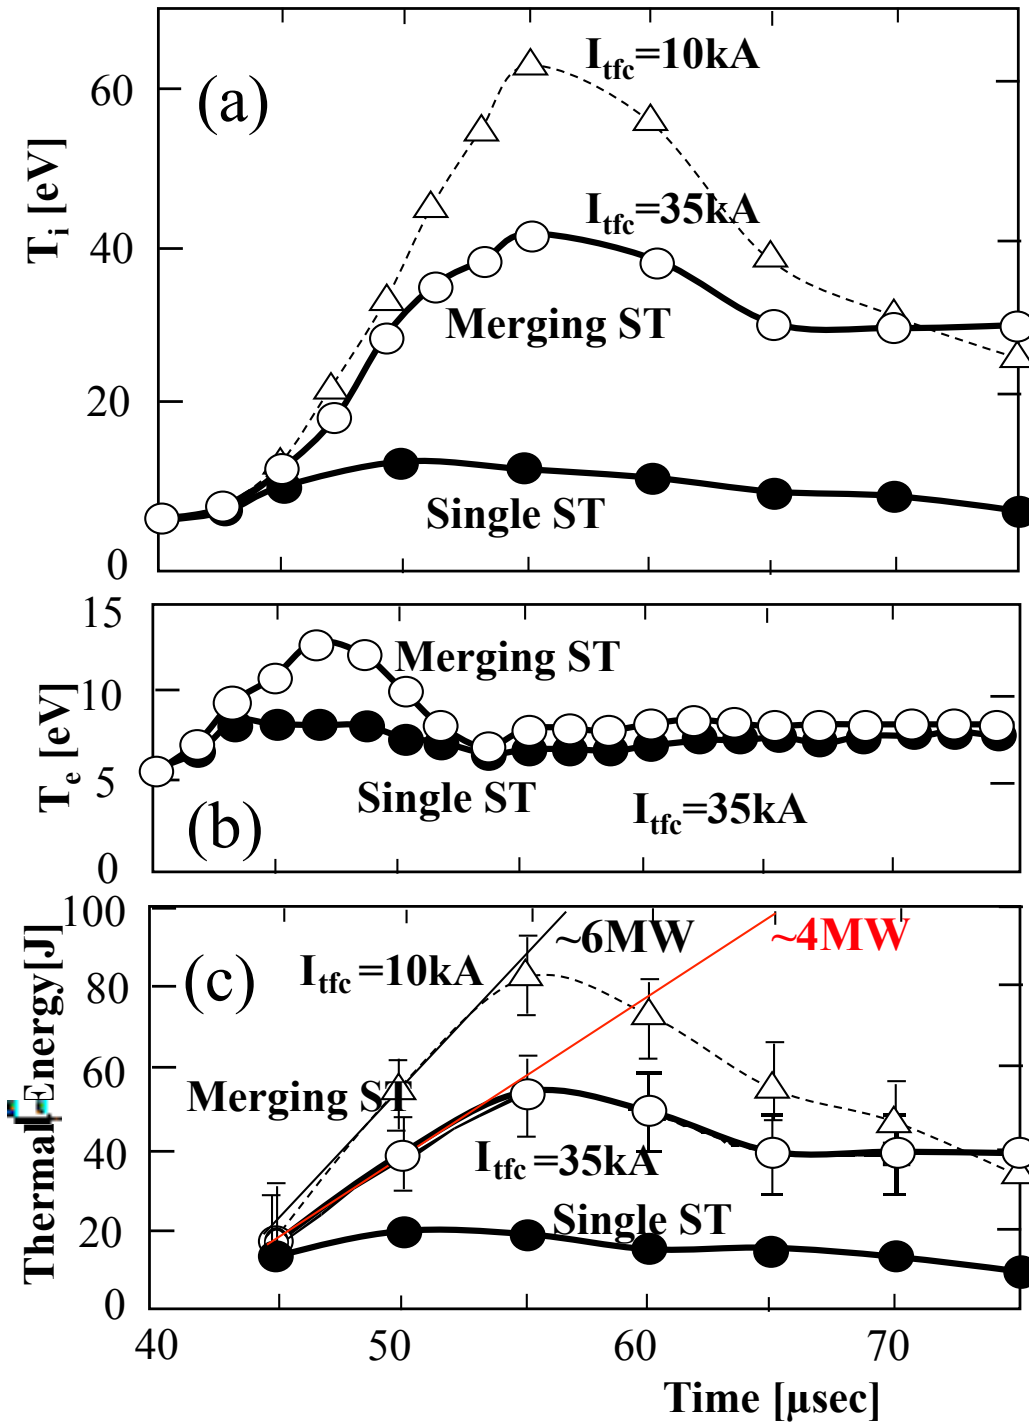 (a)
I_tfc=10kA
60
I_tfc=35kA
40
T_i [eV]
Merging ST
20
Single ST
0
15
Merging ST
10
T_e [eV]
5
Single ST
I_tfc=35kA
(b)
0
100
~6MW
~4MW
I_tfc=10kA
(c)
80
60
Merging ST
Thermal Energy[J]
40
I_tfc=35kA
Single ST
20
0
40 50 60 70
Time [µsec]